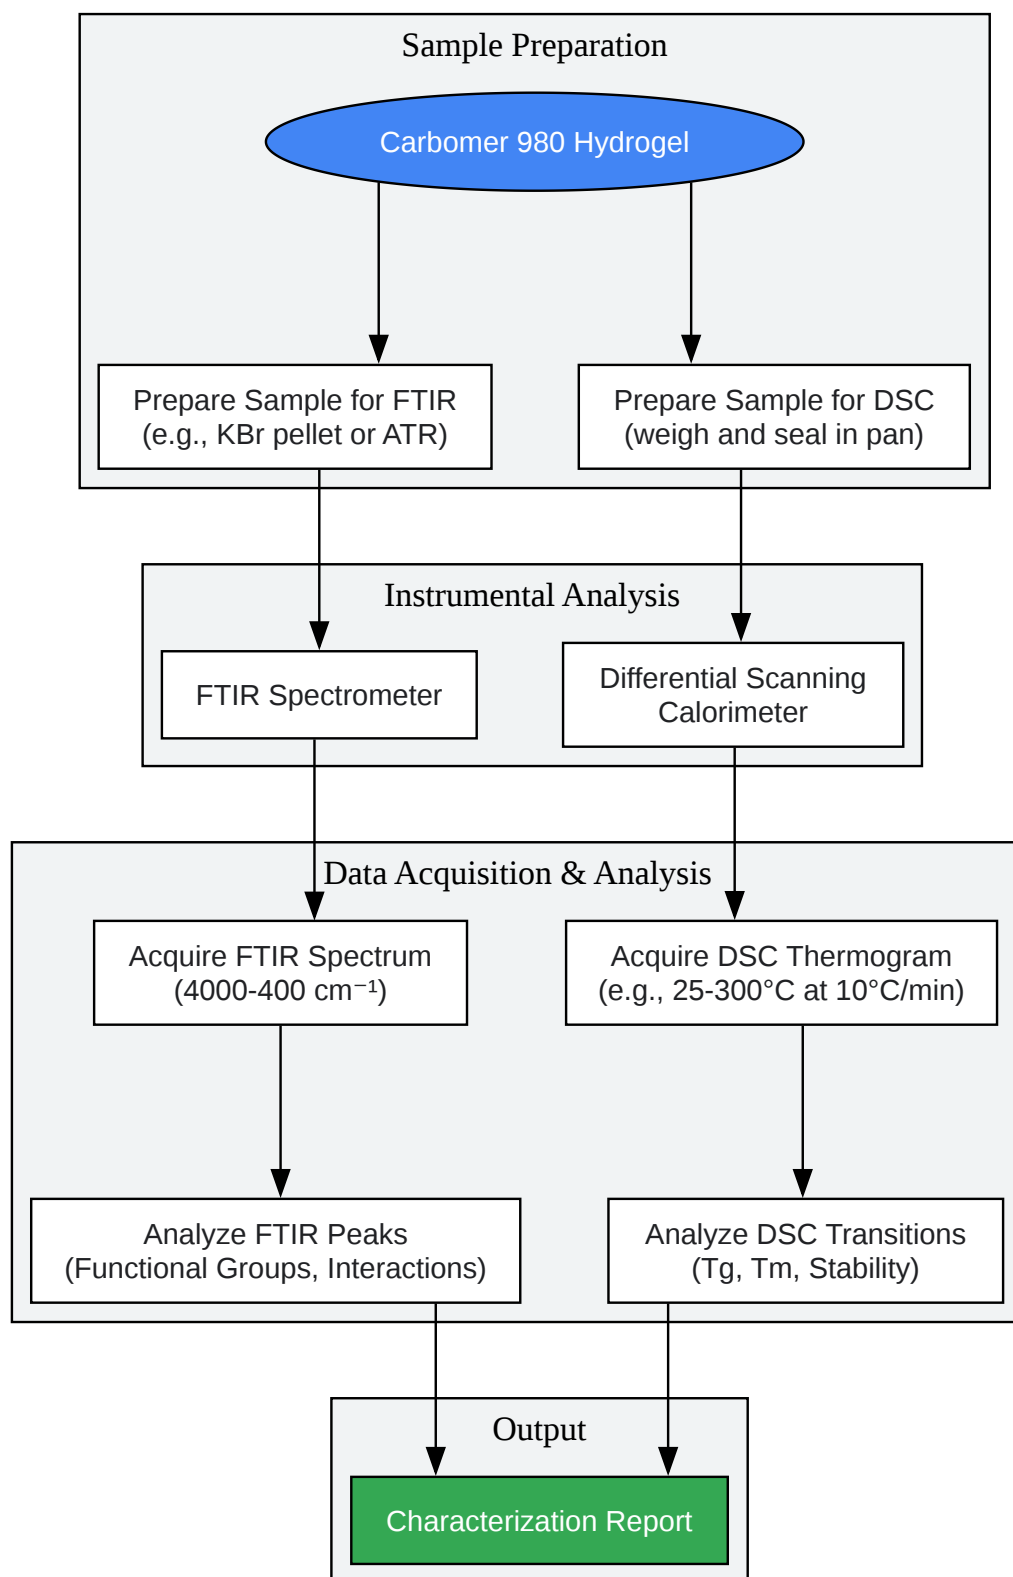 Sample Preparation
Carbomer 980 Hydrogel
Prepare Sample for FTIR
(e.g., KBr pellet or ATR)
Prepare Sample for DSC
(weigh and seal in pan)
Instrumental Analysis
FTIR Spectrometer
Differential Scanning
Calorimeter
Data Acquisition & Analysis
Acquire FTIR Spectrum
(4000-400 cm⁻¹)
Acquire DSC Thermogram
(e.g., 25-300°C at 10°C/min)
Analyze FTIR Peaks
(Functional Groups, Interactions)
Analyze DSC Transitions
(Tg, Tm, Stability)
Output
Characterization Report